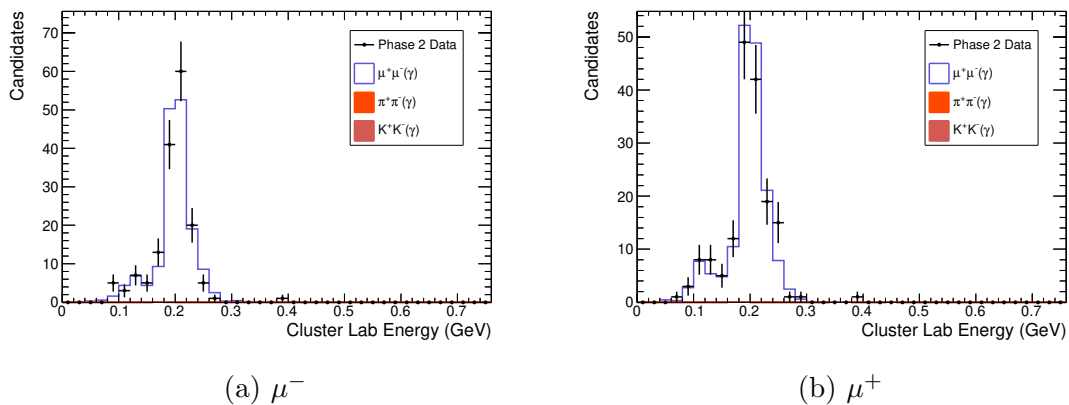 Candidates
70
60
50
40
30
20
10
0
0 0.1 0.2 0.3 0.4 0.5 0.6 0.7
Cluster Lab Energy (GeV)
Phase 2 Data
μ⁺μ⁻(γ)
π⁺π⁻(γ)
K⁺K⁻(γ)
(a) μ⁻
Candidates
50
40
30
20
10
0
0 0.1 0.2 0.3 0.4 0.5 0.6 0.7
Cluster Lab Energy (GeV)
Phase 2 Data
μ⁺μ⁻(γ)
π⁺π⁻(γ)
K⁺K⁻(γ)
(b) μ⁺